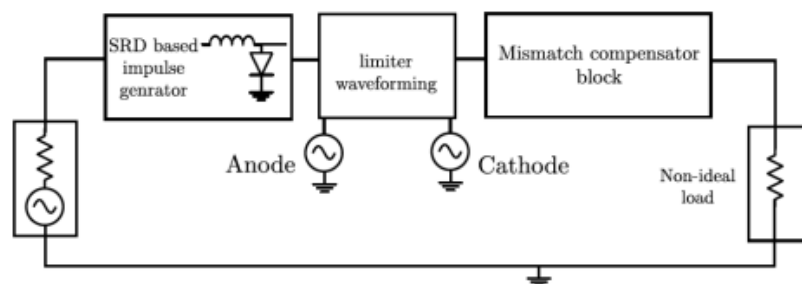 SRD based
impulse
genrator
limiter
waveforming
Mismatch compensator
block
Anode
Cathode
Non-ideal
load